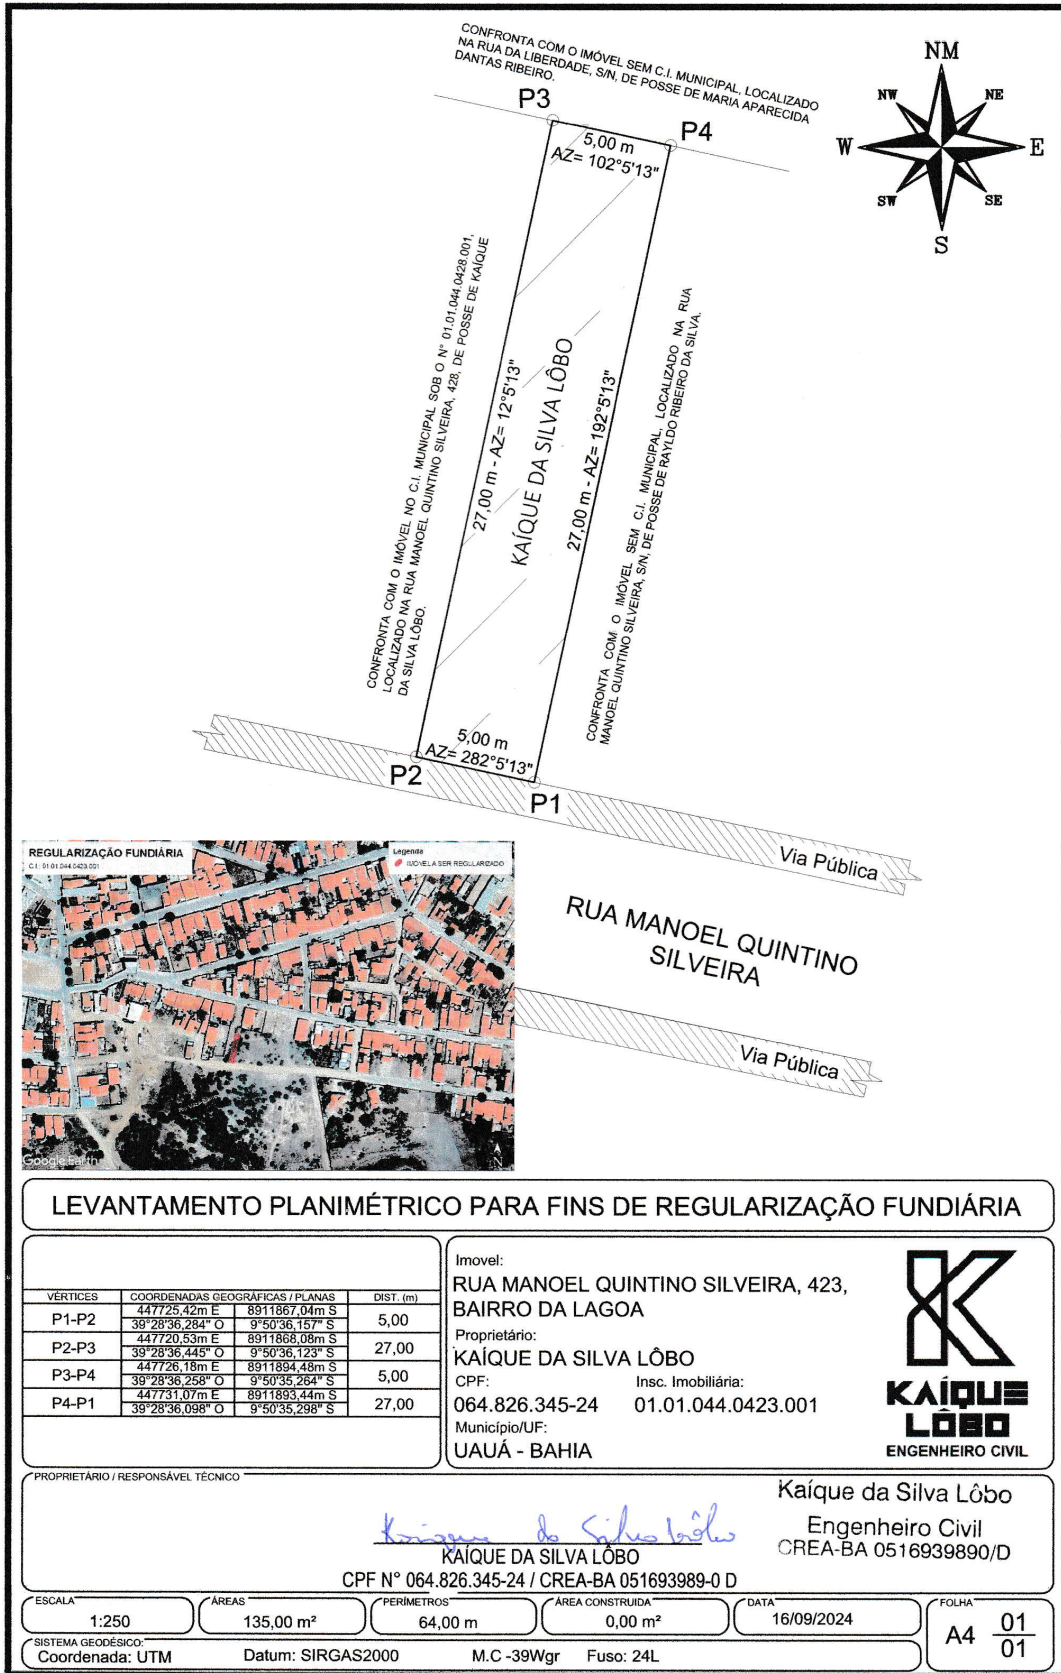 CONFRONTA COM O IMÓVEL SEM C.I. MUNICIPAL, LOCALIZADO
NA RUA DA LIBERDADE, S/N, DE POSSE DE MARIA APARECIDA
DANTAS RIBEIRO.
NM
NW
NE
W
E
SW
SE
S
P3
P4
5,00 m
AZ= 102°5'13"
CONFRONTA COM O IMÓVEL NO C.I. MUNICIPAL SOB O N° 01.01.044.0428.001,
LOCALIZADO NA RUA MANOEL QUINTINO SILVEIRA, 428, DE POSSE DE KAÍQUE
DA SILVA LÔBO.
27,00 m - AZ= 12°5'13"
KAÍQUE DA SILVA LÔBO
27,00 m - AZ= 192°5'13"
CONFRONTA COM O IMÓVEL SEM C.I. MUNICIPAL, LOCALIZADO NA RUA
MANOEL QUINTINO SILVEIRA, S/N, DE POSSE DE RAYLDO RIBEIRO DA SILVA.
5,00 m
AZ= 282°5'13"
P2
P1
Via Pública
RUA MANOEL QUINTINO
SILVEIRA
Via Pública
REGULARIZAÇÃO FUNDIÁRIA
C.I.: 01.01.044.0423.001
Legenda
IMÓVEL A SER REGULARIZADO
Google Earth
N
LEVANTAMENTO PLANIMÉTRICO PARA FINS DE REGULARIZAÇÃO FUNDIÁRIA
VÉRTICES COORDENADAS GEOGRÁFICAS / PLANAS DIST. (m)
P1-P2 447725,42m E 8911867,04m S 5,00
39°28'36,284" O 9°50'36,157" S
P2-P3 447720,53m E 8911868,08m S 27,00
39°28'36,445" O 9°50'36,123" S
P3-P4 447726,18m E 8911894,48m S 5,00
39°28'36,258" O 9°50'35,264" S
P4-P1 447731,07m E 8911893,44m S 27,00
39°28'36,098" O 9°50'35,298" S
Imovel:
RUA MANOEL QUINTINO SILVEIRA, 423,
BAIRRO DA LAGOA
Proprietário:
KAÍQUE DA SILVA LÔBO
CPF: Insc. Imobiliária:
064.826.345-24 01.01.044.0423.001
Município/UF:
UAUÁ - BAHIA
KAÍQUE
LÔBO
ENGENHEIRO CIVIL
PROPRIETÁRIO / RESPONSÁVEL TÉCNICO
Kaíque da Silva Lôbo
KAÍQUE DA SILVA LÔBO
CPF N° 064.826.345-24 / CREA-BA 051693989-0 D
Kaíque da Silva Lôbo
Engenheiro Civil
CREA-BA 0516939890/D
ESCALA
1:250
ÁREAS
135,00 m²
PERÍMETROS
64,00 m
ÁREA CONSTRUIDA
0,00 m²
DATA
16/09/2024
FOLHA
A4 01
01
SISTEMA GEODÉSICO:
Coordenada: UTM Datum: SIRGAS2000 M.C -39Wgr Fuso: 24L